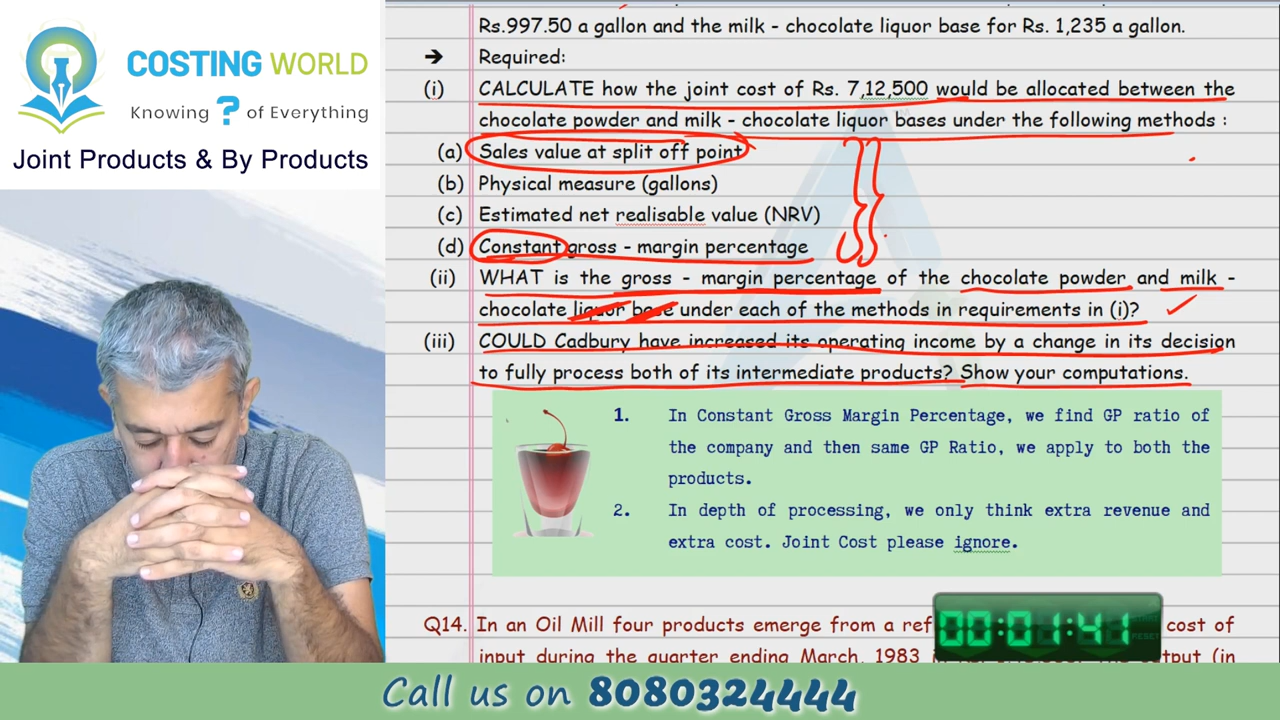 COSTING WORLD
Knowing ? of Everything
Joint Products & By Products
Rs.997.50 a gallon and the milk - chocolate liquor base for Rs. 1,235 a gallon.
➔ Required:
(i) CALCULATE how the joint cost of Rs. 7,12,500 would be allocated between the
chocolate powder and milk - chocolate liquor bases under the following methods :
(a) Sales value at split off point
(b) Physical measure (gallons)
(c) Estimated net realisable value (NRV)
(d) Constant gross - margin percentage
(ii) WHAT is the gross - margin percentage of the chocolate powder and milk -
chocolate liquor base under each of the methods in requirements in (i)?
(iii) COULD Cadbury have increased its operating income by a change in its decision
to fully process both of its intermediate products? Show your computations.
1. In Constant Gross Margin Percentage, we find GP ratio of
the company and then same GP Ratio, we apply to both the
products.
2. In depth of processing, we only think extra revenue and
extra cost. Joint Cost please ignore.
Q14. In an Oil Mill four products emerge from a ref cost of
input during the quarter ending March, 1983 output (in
00:01:41
RESET
Call us on 8080324444